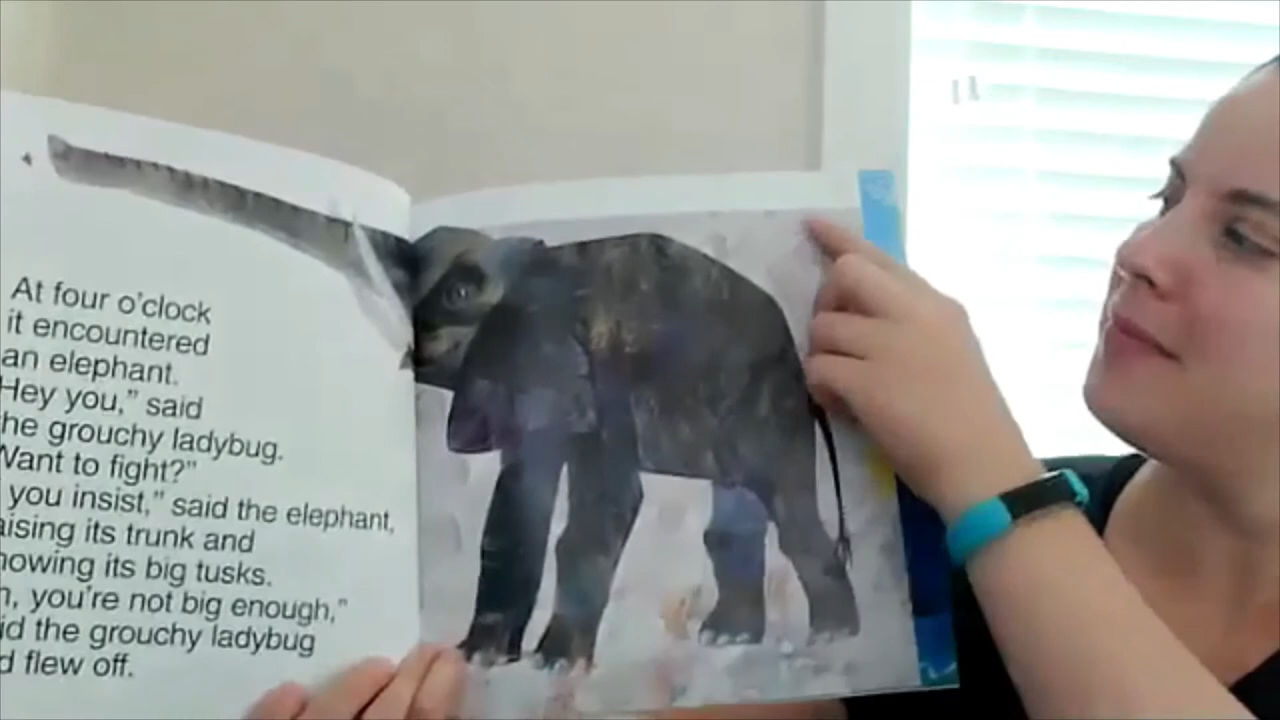 At four o'clock
it encountered
an elephant.
Hey you," said
he grouchy ladybug.
Want to fight?"
you insist," said the elephant,
aising its trunk and
howing its big tusks.
h, you're not big enough,"
id the grouchy ladybug
d flew off.